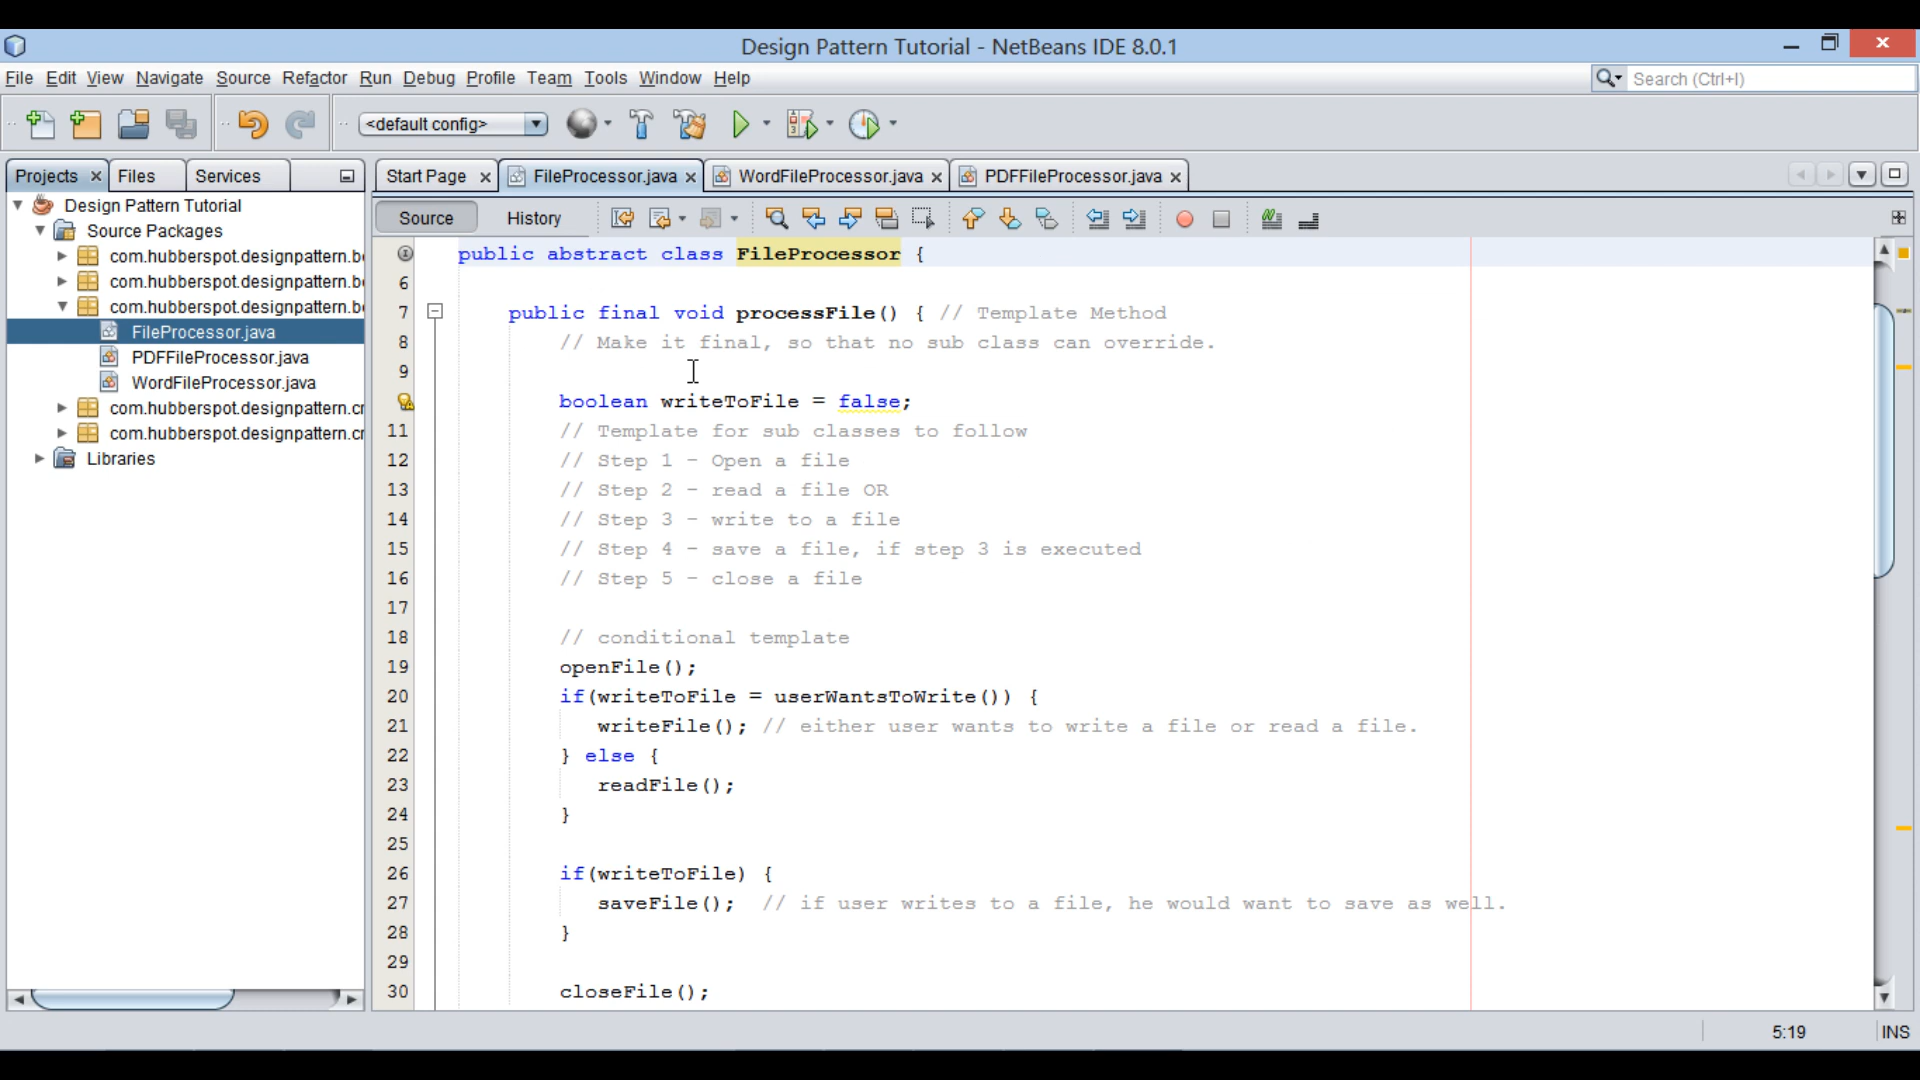 Design Pattern Tutorial - NetBeans IDE 8.0.1
File Edit View Navigate Source Refactor Run Debug Profile Team Tools Window Help
Search (Ctrl+I)
<default config>
Projects Files Services
Start Page FileProcessor.java WordFileProcessor.java PDFFileProcessor.java
Design Pattern Tutorial
Source Packages
com.hubberspot.designpattern.be
com.hubberspot.designpattern.be
com.hubberspot.designpattern.be
FileProcessor.java
PDFFileProcessor.java
WordFileProcessor.java
com.hubberspot.designpattern.cr
com.hubberspot.designpattern.cr
Libraries
Source History
public abstract class FileProcessor {
6
7 public final void processFile() { // Template Method
8 // Make it final, so that no sub class can override.
9
boolean writeToFile = false;
11 // Template for sub classes to follow
12 // Step 1 - Open a file
13 // Step 2 - read a file OR
14 // Step 3 - write to a file
15 // Step 4 - save a file, if step 3 is executed
16 // Step 5 - close a file
17
18 // conditional template
19 openFile();
20 if(writeToFile = userWantsToWrite()) {
21 writeFile(); // either user wants to write a file or read a file.
22 } else {
23 readFile();
24 }
25
26 if(writeToFile) {
27 saveFile(); // if user writes to a file, he would want to save as well.
28 }
29
30 closeFile();
5:19 INS